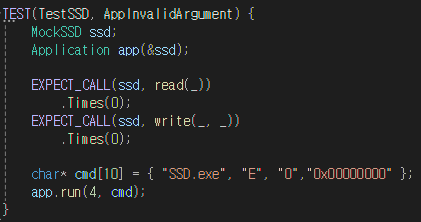 TEST(TestSSD, AppInvalidArgument) {
MockSSD ssd;
Application app(&ssd);
EXPECT_CALL(ssd, read(_))
.Times(0);
EXPECT_CALL(ssd, write(_, _))
.Times(0);
char* cmd[10] = { "SSD.exe", "E", "0","0x00000000" };
app.run(4, cmd);
}